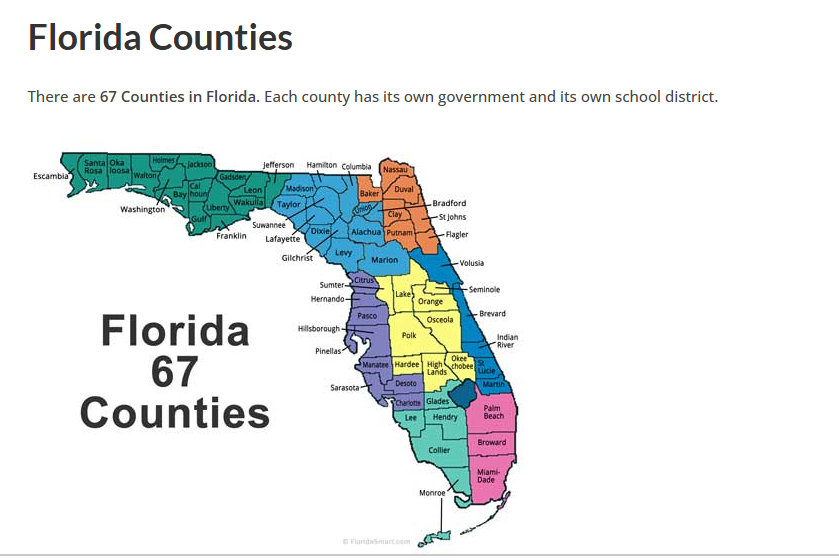 Florida Counties
There are 67 Counties in Florida. Each county has its own government and its own school district.
Escambia
Santa
Rosa
Oka
loosa
Walton
Holmes
Jackson
Washington
Bay
Cal
houn
Gulf
Liberty
Gadsden
Franklin
Leon
Wakulla
Jefferson
Madison
Taylor
Hamilton
Suwannee
Lafayette
Columbia
Dixie
Gilchrist
Baker
Union
Nassau
Duval
Bradford
Clay
St Johns
Alachua
Putnam
Flagler
Levy
Marion
Volusia
Citrus
Sumter
Hernando
Lake
Seminole
Orange
Pasco
Osceola
Brevard
Hillsborough
Polk
Indian
River
Pinellas
Manatee
Hardee
High
Lands
Okee
chobee
St
Lucie
Sarasota
Desoto
Martin
Charlotte
Glades
Palm
Beach
Lee
Hendry
Collier
Broward
Miami-
Dade
Monroe
Florida
67
Counties
© FloridaSmart.com